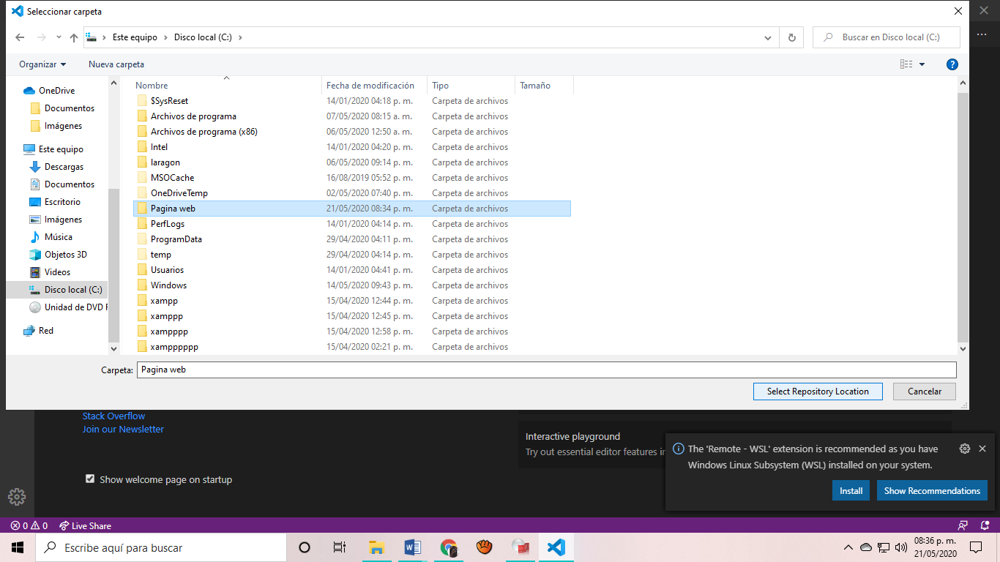 Seleccionar carpeta
Este equipo > Disco local (C:) >
Buscar en Disco local (C:)
Organizar Nueva carpeta
OneDrive
Documentos
Imágenes
Este equipo
Descargas
Documentos
Escritorio
Imágenes
Música
Objetos 3D
Videos
Disco local (C:)
Unidad de DVD
Red
Nombre Fecha de modificación Tipo Tamaño
$SysReset 14/01/2020 04:18 p. m. Carpeta de archivos
Archivos de programa 07/05/2020 08:15 a. m. Carpeta de archivos
Archivos de programa (x86) 06/05/2020 12:50 a. m. Carpeta de archivos
Intel 14/01/2020 04:20 p. m. Carpeta de archivos
laragon 06/05/2020 09:14 p. m. Carpeta de archivos
MSOCache 16/08/2019 05:52 p. m. Carpeta de archivos
OneDriveTemp 02/05/2020 07:40 p. m. Carpeta de archivos
Pagina web 21/05/2020 08:34 p. m. Carpeta de archivos
PerfLogs 14/01/2020 04:14 p. m. Carpeta de archivos
ProgramData 29/04/2020 04:11 p. m. Carpeta de archivos
temp 29/04/2020 04:14 p. m. Carpeta de archivos
Usuarios 14/01/2020 04:41 p. m. Carpeta de archivos
Windows 14/05/2020 09:43 p. m. Carpeta de archivos
xampp 15/04/2020 12:44 p. m. Carpeta de archivos
xamppp 15/04/2020 12:45 p. m. Carpeta de archivos
xampppp 15/04/2020 12:58 p. m. Carpeta de archivos
xampppppp 15/04/2020 02:21 p. m. Carpeta de archivos
Carpeta: Pagina web
Select Repository Location Cancelar
Stack Overflow
Join our Newsletter
Show welcome page on startup
Interactive playground
Try out essential editor features
The 'Remote - WSL' extension is recommended as you have
Windows Linux Subsystem (WSL) installed on your system.
Install Show Recommendations
0 0 Live Share
Escribe aquí para buscar
08:36 p. m.
21/05/2020